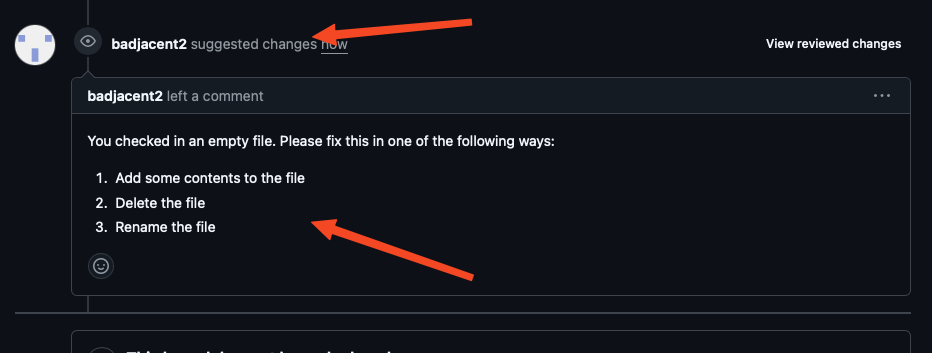 badjacent2 suggested changes now
View reviewed changes
badjacent2 left a comment
You checked in an empty file. Please fix this in one of the following ways:
1. Add some contents to the file
2. Delete the file
3. Rename the file